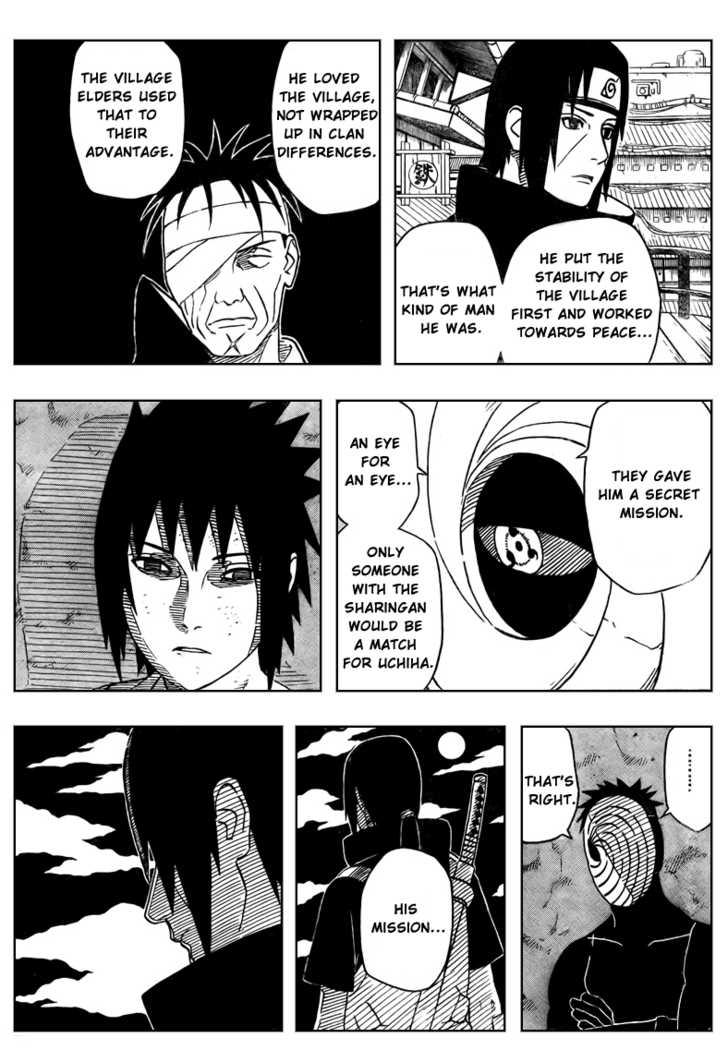 HE PUT THE
STABILITY OF
THE VILLAGE
FIRST AND WORKED
TOWARDS PEACE...
THAT'S WHAT
KIND OF MAN
HE WAS.
鉄
HE LOVED
THE VILLAGE,
NOT WRAPPED
UP IN CLAN
DIFFERENCES.
THE VILLAGE
ELDERS USED
THAT TO
THEIR
ADVANTAGE.
THEY GAVE
HIM A SECRET
MISSION.
AN EYE
FOR
AN EYE...
ONLY
SOMEONE
WITH THE
SHARINGAN
WOULD BE
A MATCH
FOR UCHIHA.
.........
THAT'S
RIGHT.
HIS
MISSION...